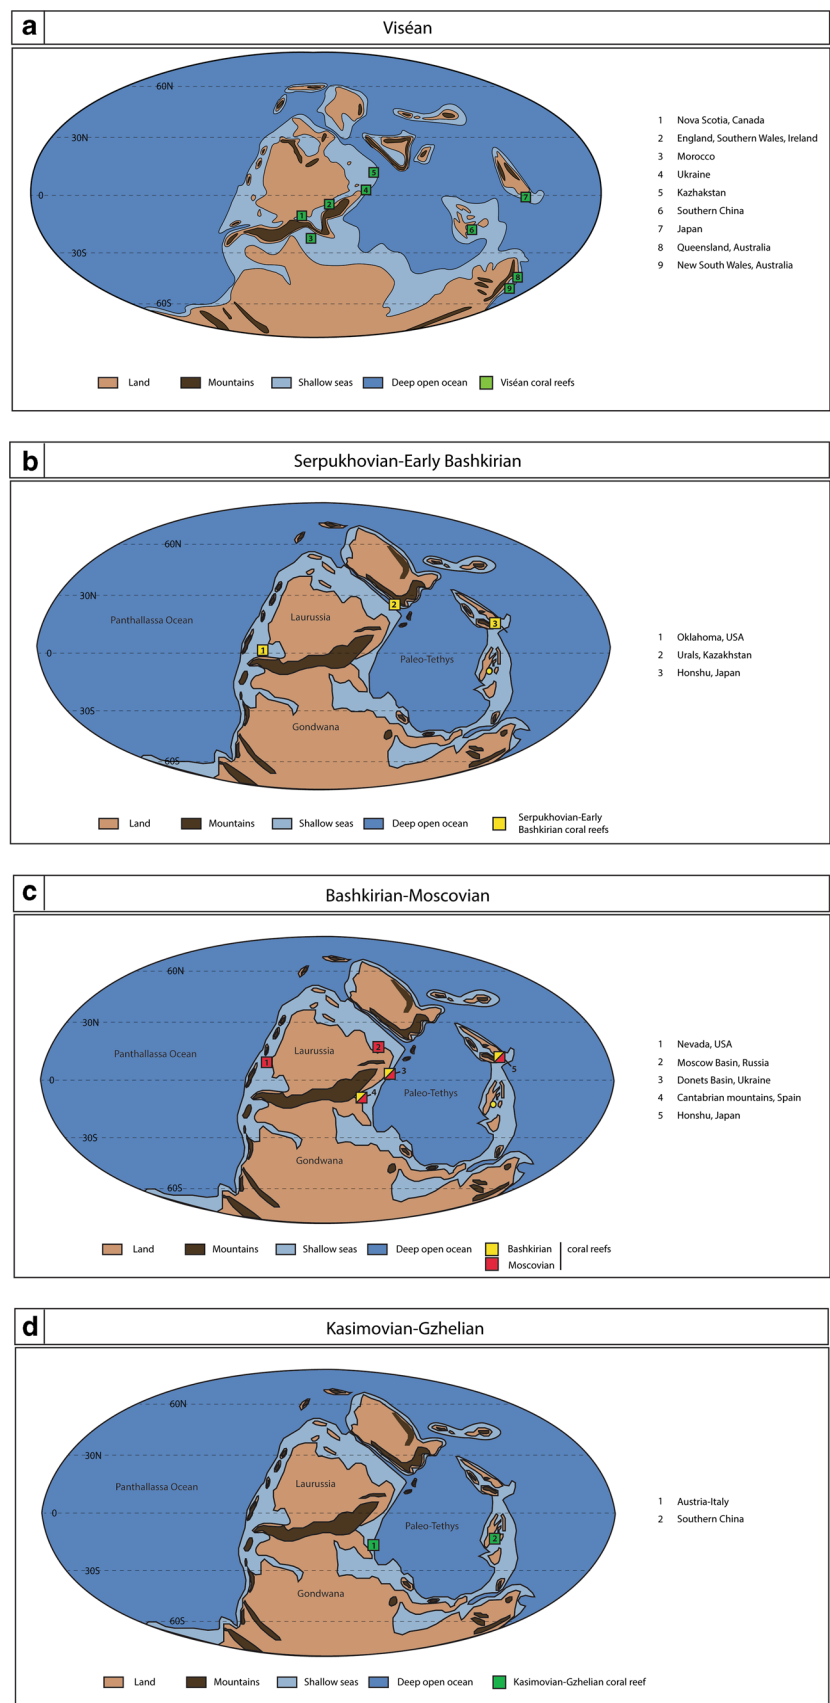 a
Viséan
60N
30N
0
30S
60S
1
2
3
4
5
6
7
8
9
1 Nova Scotia, Canada
2 England, Southern Wales, Ireland
3 Morocco
4 Ukraine
5 Kazhakstan
6 Southern China
7 Japan
8 Queensland, Australia
9 New South Wales, Australia
Land
Mountains
Shallow seas
Deep open ocean
Viséan coral reefs
b
Serpukhovian-Early Bashkirian
60N
30N
Panthallassa Ocean
Laurussia
0
Paleo-Tethys
30S
Gondwana
60S
1
2
3
1 Oklahoma, USA
2 Urals, Kazakhstan
3 Honshu, Japan
Land
Mountains
Shallow seas
Deep open ocean
Serpukhovian-Early
Bashkirian coral reefs
c
Bashkirian-Moscovian
60N
30N
Panthallassa Ocean
Laurussia
0
Paleo-Tethys
30S
Gondwana
60S
1
2
3
4
5
1 Nevada, USA
2 Moscow Basin, Russia
3 Donets Basin, Ukraine
4 Cantabrian mountains, Spain
5 Honshu, Japan
Land
Mountains
Shallow seas
Deep open ocean
Bashkirian
Moscovian
coral reefs
d
Kasimovian-Gzhelian
60N
30N
Panthallassa Ocean
Laurussia
0
Paleo-Tethys
30S
Gondwana
60S
1
2
1 Austria-Italy
2 Southern China
Land
Mountains
Shallow seas
Deep open ocean
Kasimovian-Gzhelian coral reef